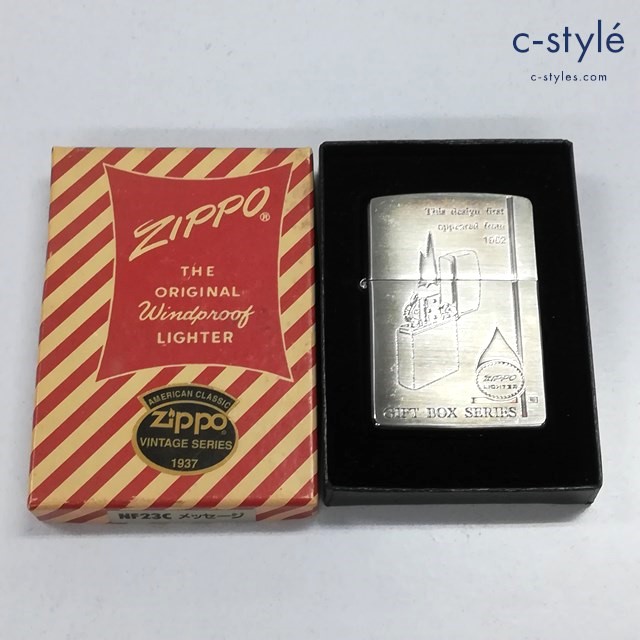 c-stylé
c-styles.com
ZIPPO®
THE
ORIGINAL
Windproof
LIGHTER
AMERICAN CLASSIC
Zippo
VINTAGE SERIES
1937
NF23C メッセージ
This design first
appeared from
1962
ZIPPO
LIGHTER
GIFT BOX SERIES